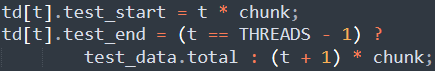 td[t].test_start = t * chunk;
td[t].test_end = (t == THREADS - 1) ?
test_data.total : (t + 1) * chunk;